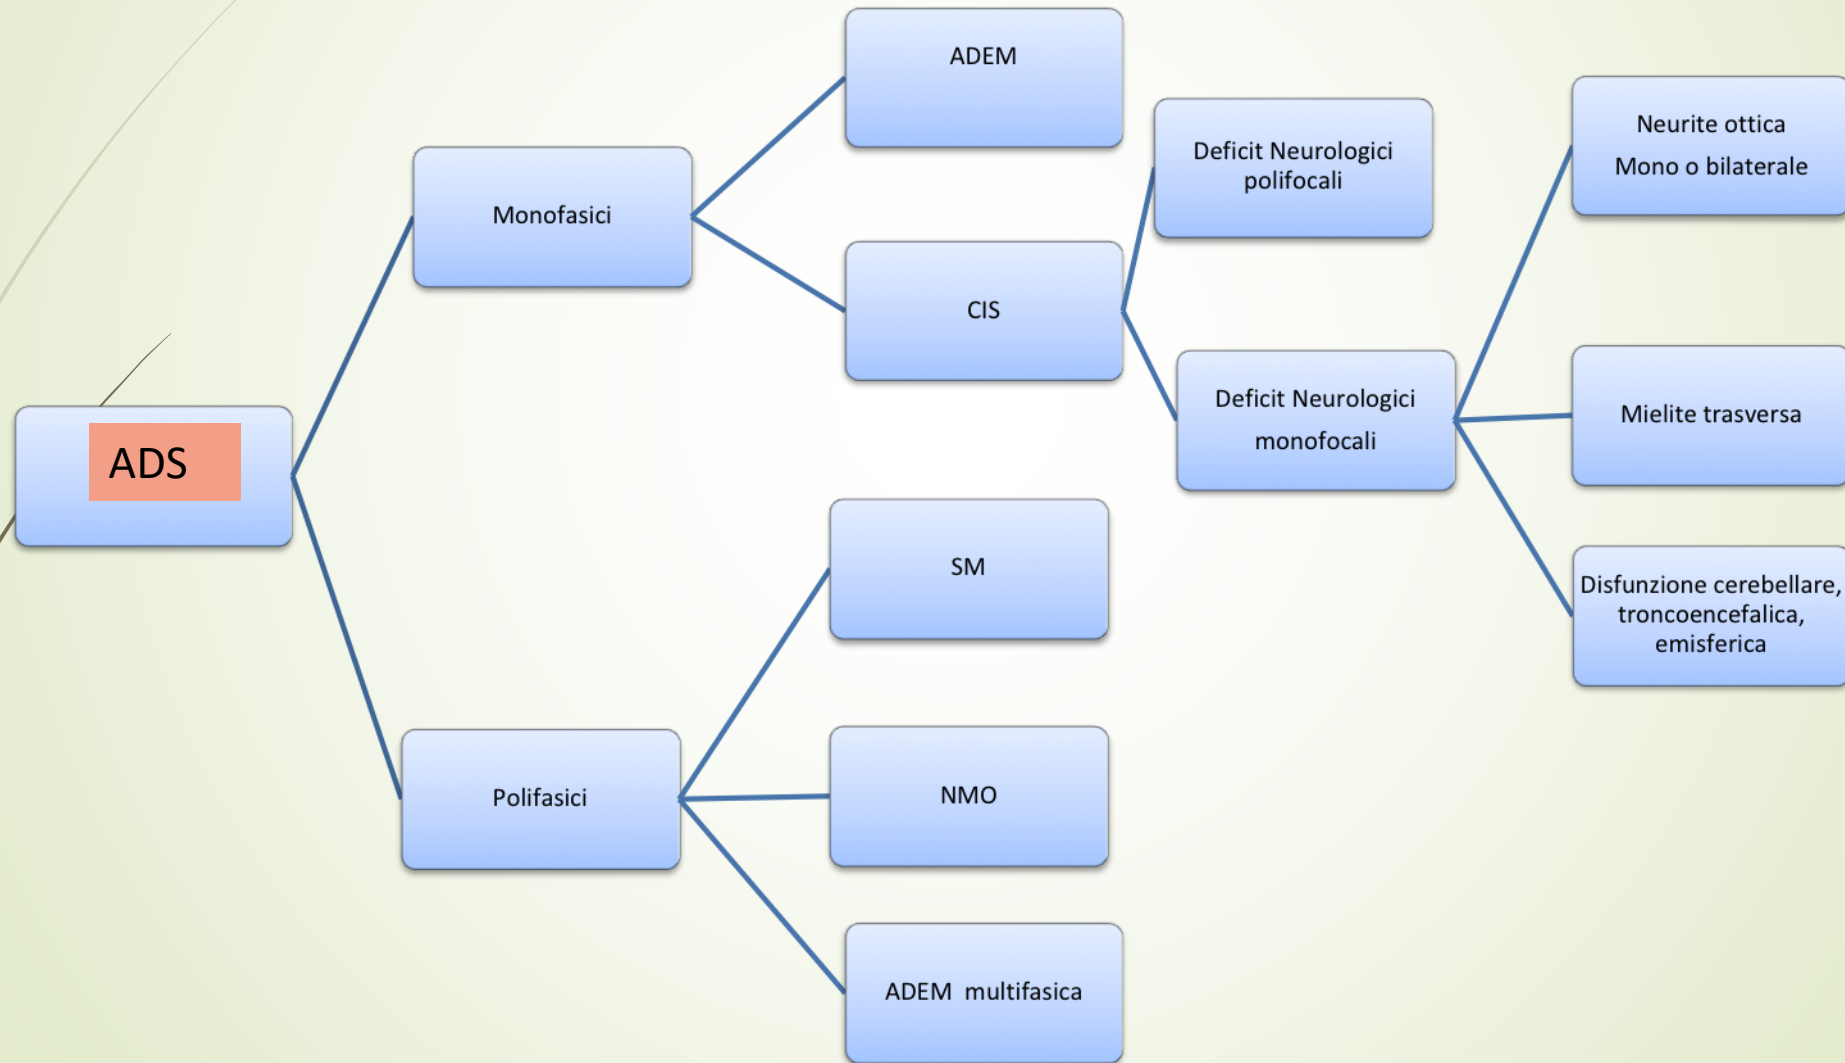 ADS
Monofasici
ADEM
CIS
Deficit Neurologici
polifocali
Deficit Neurologici
monofocali
Neurite ottica
Mono o bilaterale
Mielite trasversa
Disfunzione cerebellare,
troncoencefalica,
emisferica
Polifasici
SM
NMO
ADEM  multifasica